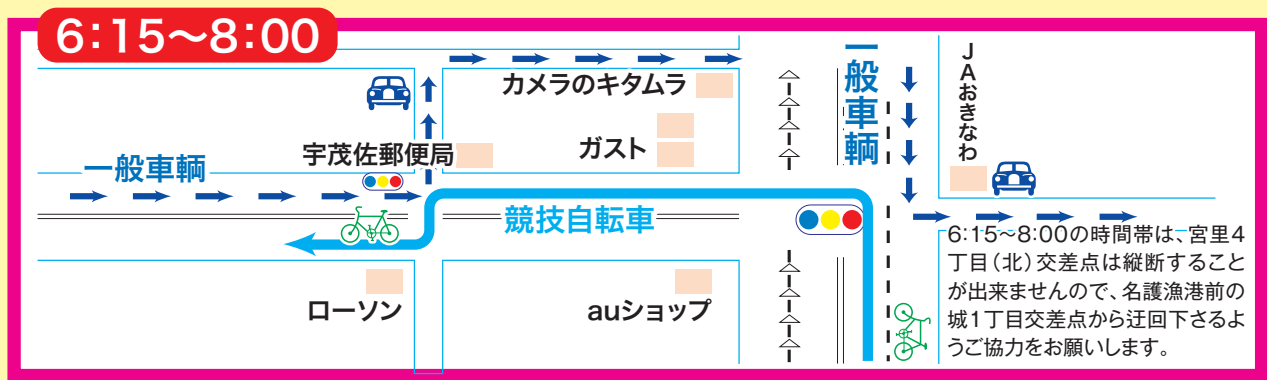 6:15～8:00
カメラのキタムラ
ガスト
宇茂佐郵便局
一般車輌
競技自転車
ローソン
auショップ
一般車輌
JAおきなわ
6:15～8:00の時間帯は、宮里4
丁目（北）交差点は縦断すること
が出来ませんので、名護漁港前の
城1丁目交差点から迂回下さるよ
うご協力をお願いします。